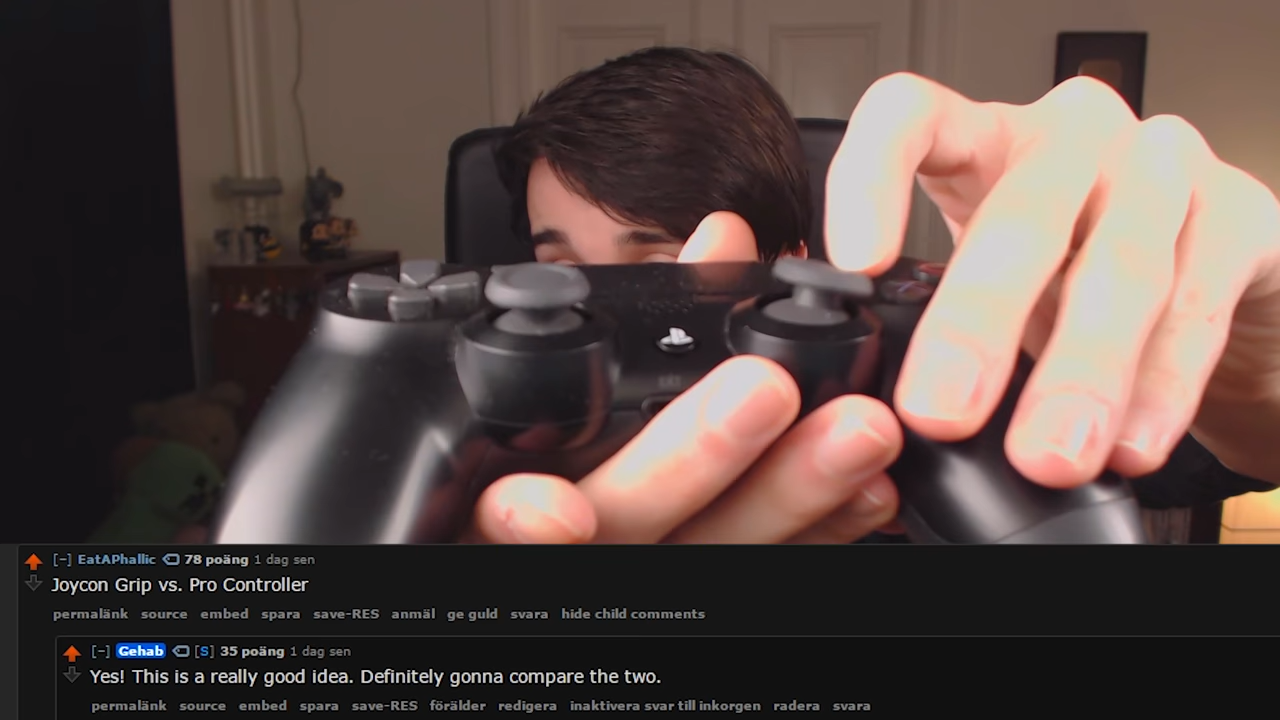 [−] EatAPhallic 78 poäng 1 dag sen
Joycon Grip vs. Pro Controller
permalänk source embed spara save-RES anmäl ge guld svara hide child comments
[−] Gehab [S] 35 poäng 1 dag sen
Yes! This is a really good idea. Definitely gonna compare the two.
permalänk source embed spara save-RES förälder redigera inaktivera svar till inkorgen radera svara